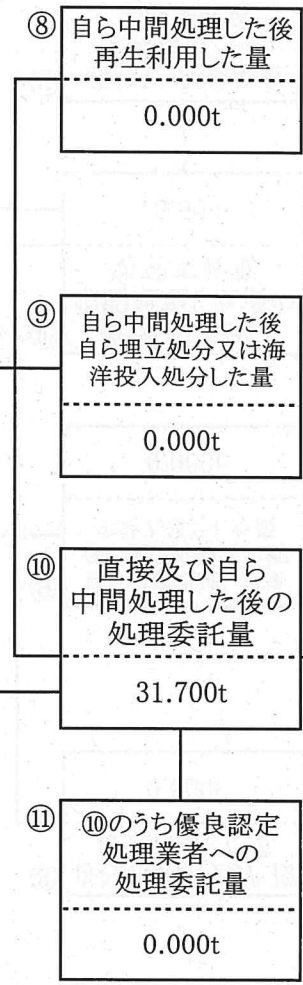 ⑧ 自ら中間処理した後
再生利用した量
0.000t
⑨ 自ら中間処理した後
自ら埋立処分又は海
洋投入処分した量
0.000t
⑩ 直接及び自ら
中間処理した後の
処理委託量
31.700t
⑪ ⑩のうち優良認定
処理業者への
処理委託量
0.000t